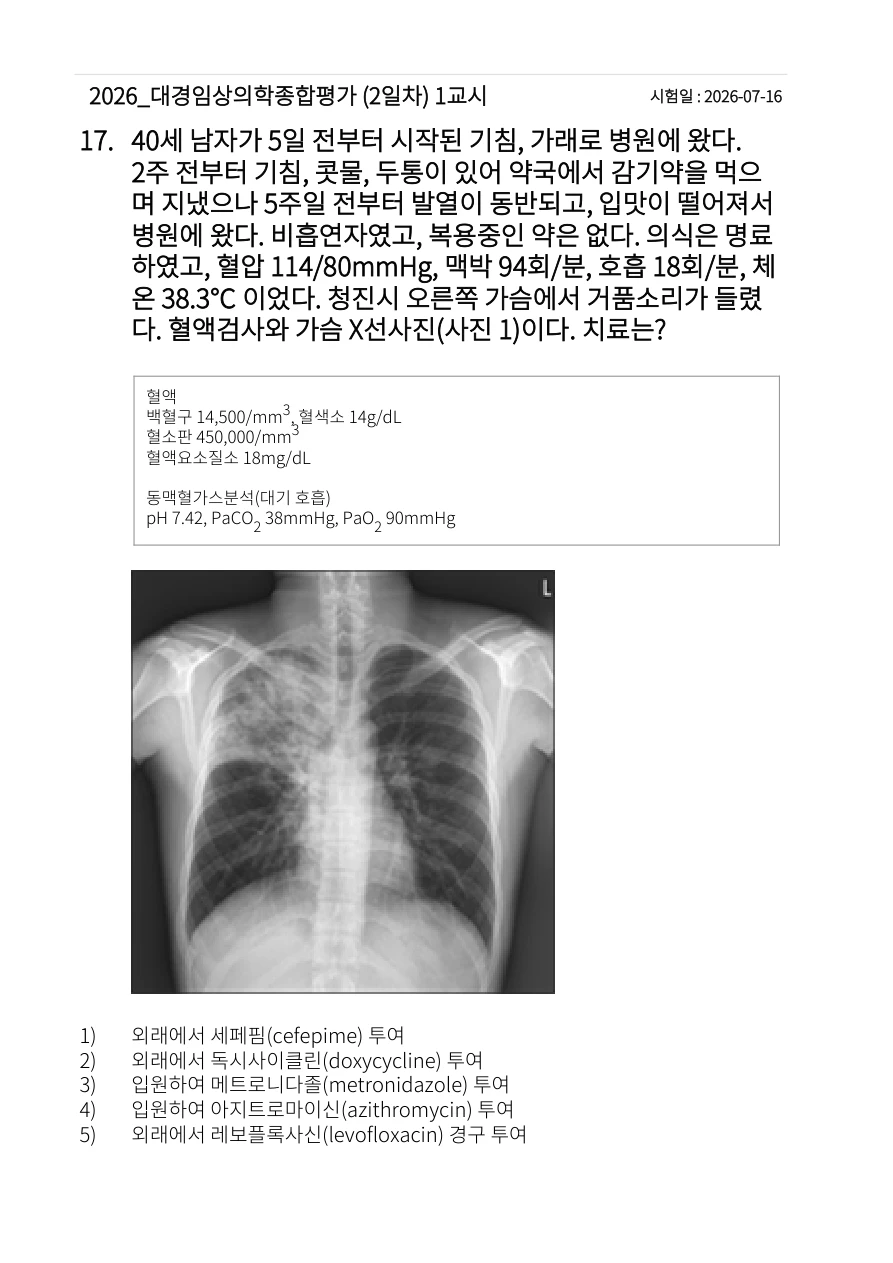 2026_대경임상의학종합평가 (2일차) 1교시
시험일 : 2026-07-16
17. 40세 남자가 5일 전부터 시작된 기침, 가래로 병원에 왔다.
2주 전부터 기침, 콧물, 두통이 있어 약국에서 감기약을 먹으
며 지냈으나 5주일 전부터 발열이 동반되고, 입맛이 떨어져서
병원에 왔다. 비흡연자였고, 복용중인 약은 없다. 의식은 명료
하였고, 혈압 114/80mmHg, 맥박 94회/분, 호흡 18회/분, 체
온 38.3°C 이었다. 청진시 오른쪽 가슴에서 거품소리가 들렸
다. 혈액검사와 가슴 X선사진(사진 1)이다. 치료는?
혈액
백혈구 14,500/mm3, 혈색소 14g/dL
혈소판 450,000/mm3
혈액요소질소 18mg/dL
동맥혈가스분석(대기 호흡)
pH 7.42, PaCO2 38mmHg, PaO2 90mmHg
L
1) 외래에서 세페핌(cefepime) 투여
2) 외래에서 독시사이클린(doxycycline) 투여
3) 입원하여 메트로니다졸(metronidazole) 투여
4) 입원하여 아지트로마이신(azithromycin) 투여
5) 외래에서 레보플록사신(levofloxacin) 경구 투여